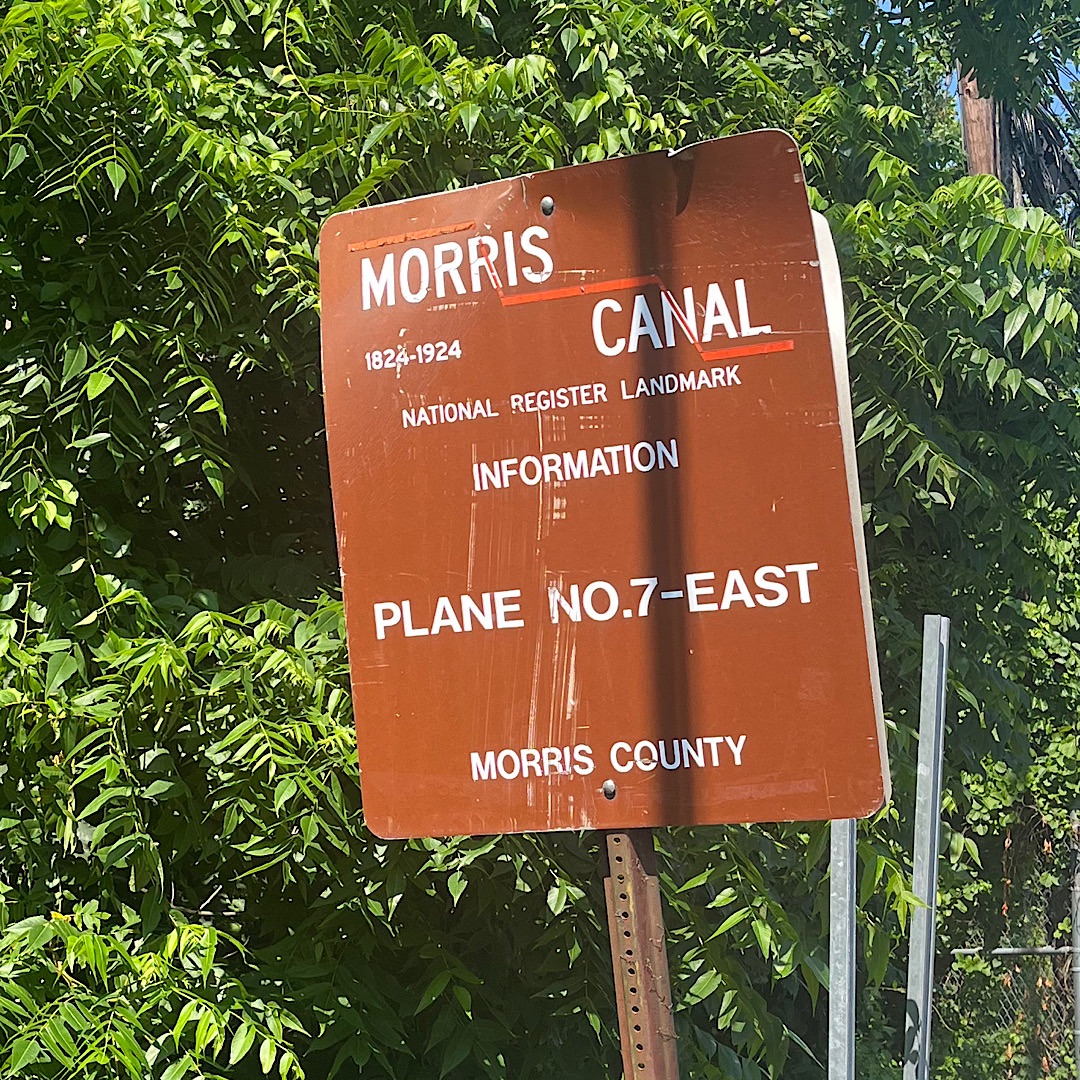 MORRIS
CANAL
1824-1924
NATIONAL REGISTER LANDMARK
INFORMATION
PLANE NO.7-EAST
MORRIS COUNTY